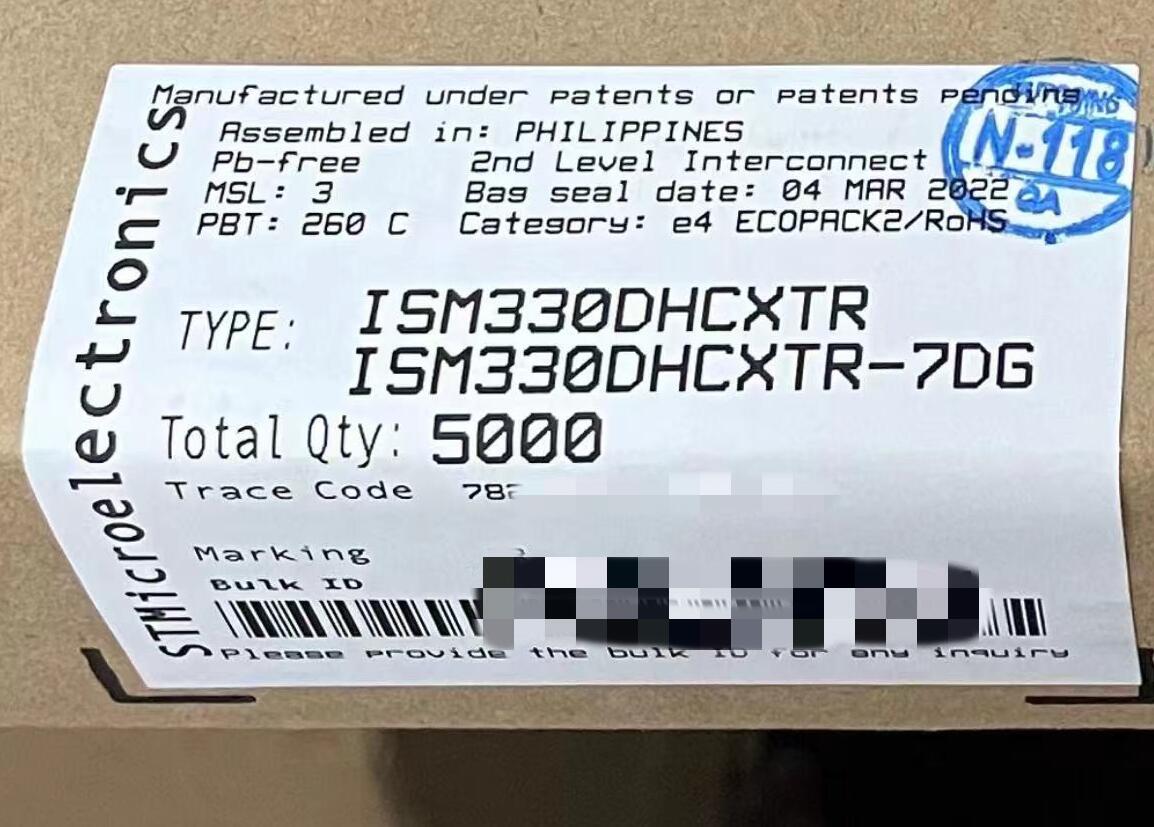 STMicroelectronics
Manufactured under patents or patents pending
Assembled in: PHILIPPINES
Pb-free 2nd Level Interconnect
MSL: 3 Bag seal date: 04 MAR 2022
PBT: 260 C Category: e4 ECOPACK2/RoHS
N-118
QA
TYPE: ISM330DHCXTR
ISM330DHCXTR-7DG
Total Qty: 5000
Trace Code 78
Marking
Bulk ID
Please provide the bulk ID for any inquiry